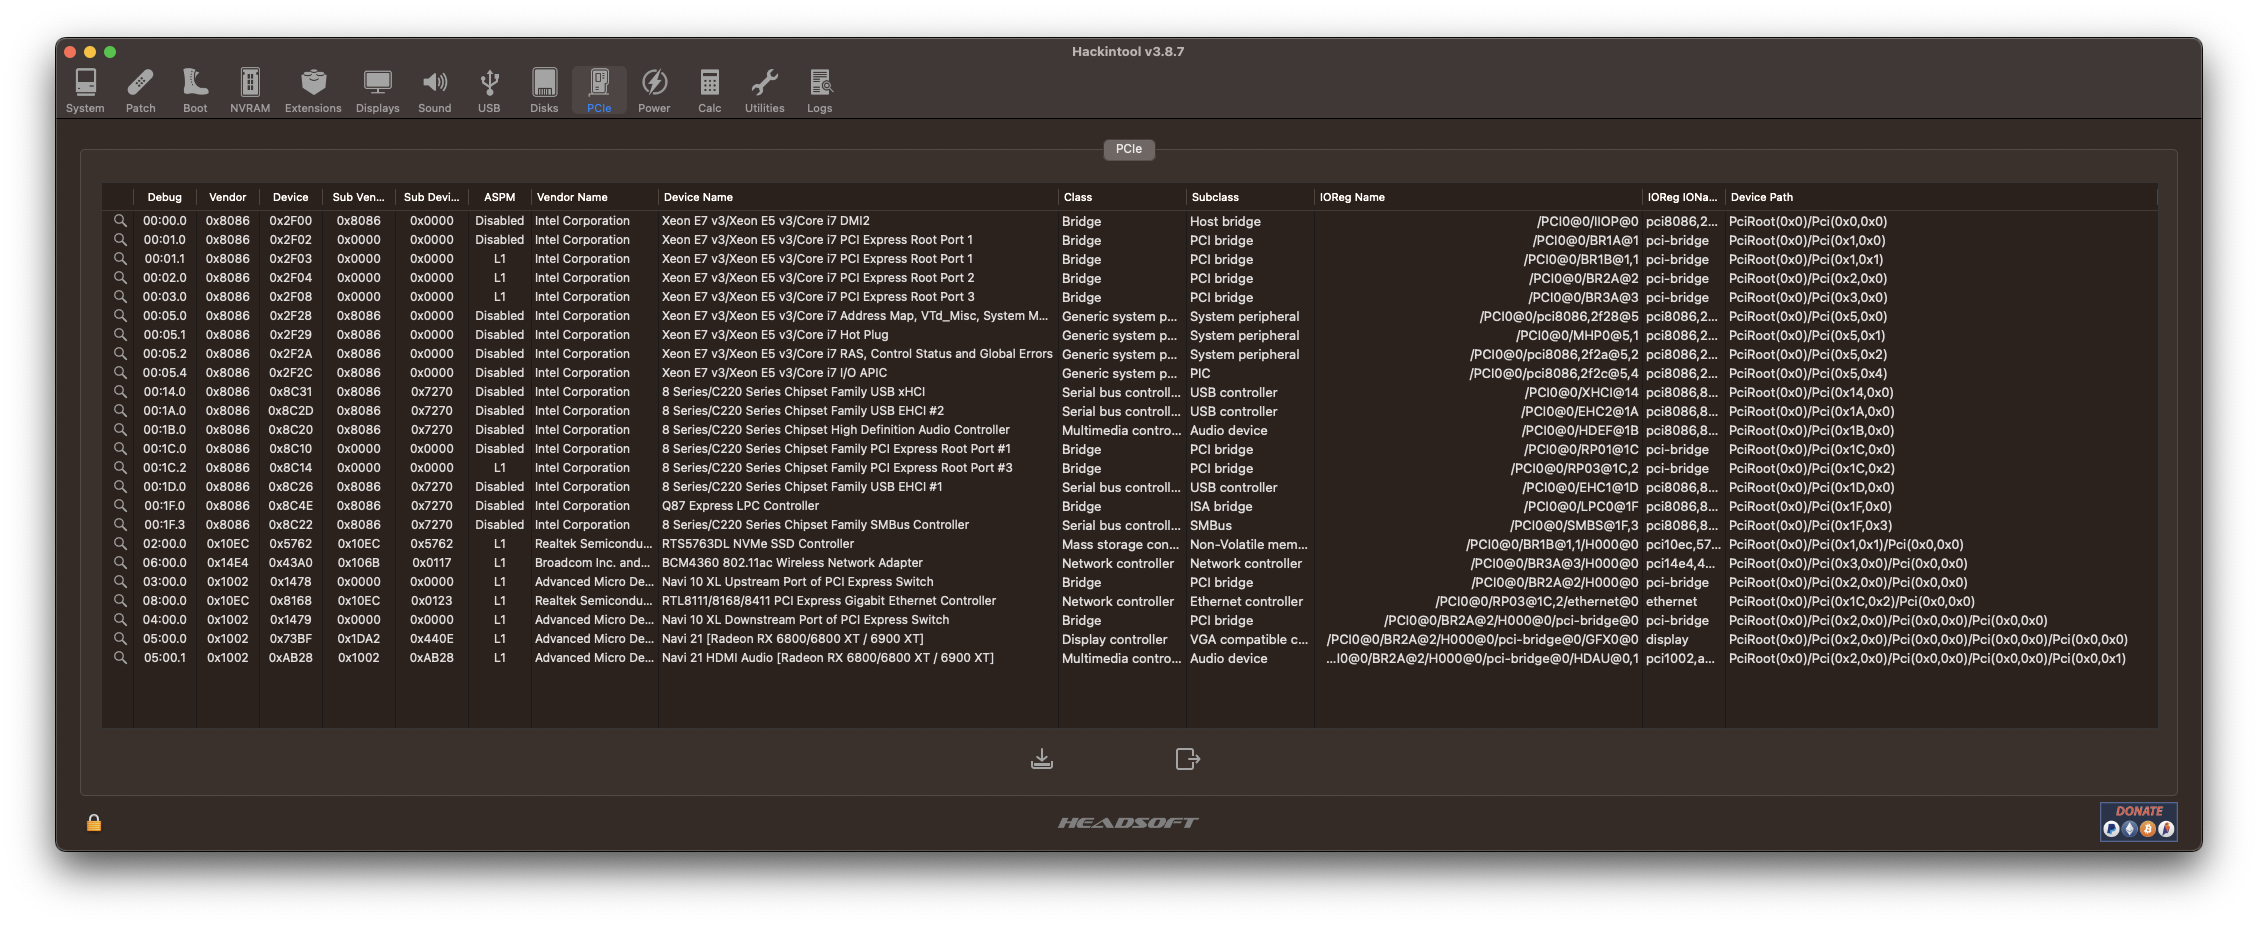 Hackintool v3.8.7
System Patch Boot NVRAM Extensions Displays Sound USB Disks PCIe Power Calc Utilities Logs
PCIe
Debug Vendor Device Sub Ven... Sub Devi... ASPM Vendor Name Device Name Class Subclass IOReg Name IOReg IONa... Device Path
00:00.0 0x8086 0x2F00 0x8086 0x0000 Disabled Intel Corporation Xeon E7 v3/Xeon E5 v3/Core i7 DMI2 Bridge Host bridge /PCI0@0/IIOP@0 pci8086,2... PciRoot(0x0)/Pci(0x0,0x0)
00:01.0 0x8086 0x2F02 0x0000 0x0000 Disabled Intel Corporation Xeon E7 v3/Xeon E5 v3/Core i7 PCI Express Root Port 1 Bridge PCI bridge /PCI0@0/BR1A@1 pci-bridge PciRoot(0x0)/Pci(0x1,0x0)
00:01.1 0x8086 0x2F03 0x0000 0x0000 L1 Intel Corporation Xeon E7 v3/Xeon E5 v3/Core i7 PCI Express Root Port 1 Bridge PCI bridge /PCI0@0/BR1B@1,1 pci-bridge PciRoot(0x0)/Pci(0x1,0x1)
00:02.0 0x8086 0x2F04 0x0000 0x0000 L1 Intel Corporation Xeon E7 v3/Xeon E5 v3/Core i7 PCI Express Root Port 2 Bridge PCI bridge /PCI0@0/BR2A@2 pci-bridge PciRoot(0x0)/Pci(0x2,0x0)
00:03.0 0x8086 0x2F08 0x0000 0x0000 L1 Intel Corporation Xeon E7 v3/Xeon E5 v3/Core i7 PCI Express Root Port 3 Bridge PCI bridge /PCI0@0/BR3A@3 pci-bridge PciRoot(0x0)/Pci(0x3,0x0)
00:05.0 0x8086 0x2F28 0x8086 0x0000 Disabled Intel Corporation Xeon E7 v3/Xeon E5 v3/Core i7 Address Map, VTd_Misc, System M... Generic system p... System peripheral /PCI0@0/pci8086,2f28@5 pci8086,2... PciRoot(0x0)/Pci(0x5,0x0)
00:05.1 0x8086 0x2F29 0x8086 0x0000 Disabled Intel Corporation Xeon E7 v3/Xeon E5 v3/Core i7 Hot Plug Generic system p... System peripheral /PCI0@0/MHP0@5,1 pci8086,2... PciRoot(0x0)/Pci(0x5,0x1)
00:05.2 0x8086 0x2F2A 0x8086 0x0000 Disabled Intel Corporation Xeon E7 v3/Xeon E5 v3/Core i7 RAS, Control Status and Global Errors Generic system p... System peripheral /PCI0@0/pci8086,2f2a@5,2 pci8086,2... PciRoot(0x0)/Pci(0x5,0x2)
00:05.4 0x8086 0x2F2C 0x8086 0x0000 Disabled Intel Corporation Xeon E7 v3/Xeon E5 v3/Core i7 I/O APIC Generic system p... PIC /PCI0@0/pci8086,2f2c@5,4 pci8086,2... PciRoot(0x0)/Pci(0x5,0x4)
00:14.0 0x8086 0x8C31 0x8086 0x7270 Disabled Intel Corporation 8 Series/C220 Series Chipset Family USB xHCI Serial bus controll... USB controller /PCI0@0/XHCI@14 pci8086,8... PciRoot(0x0)/Pci(0x14,0x0)
00:1A.0 0x8086 0x8C2D 0x8086 0x7270 Disabled Intel Corporation 8 Series/C220 Series Chipset Family USB EHCI #2 Serial bus controll... USB controller /PCI0@0/EHC2@1A pci8086,8... PciRoot(0x0)/Pci(0x1A,0x0)
00:1B.0 0x8086 0x8C20 0x8086 0x7270 Disabled Intel Corporation 8 Series/C220 Series Chipset High Definition Audio Controller Multimedia contro... Audio device /PCI0@0/HDEF@1B pci8086,8... PciRoot(0x0)/Pci(0x1B,0x0)
00:1C.0 0x8086 0x8C10 0x0000 0x0000 Disabled Intel Corporation 8 Series/C220 Series Chipset Family PCI Express Root Port #1 Bridge PCI bridge /PCI0@0/RP01@1C pci-bridge PciRoot(0x0)/Pci(0x1C,0x0)
00:1C.2 0x8086 0x8C14 0x0000 0x0000 L1 Intel Corporation 8 Series/C220 Series Chipset Family PCI Express Root Port #3 Bridge PCI bridge /PCI0@0/RP03@1C,2 pci-bridge PciRoot(0x0)/Pci(0x1C,0x2)
00:1D.0 0x8086 0x8C26 0x8086 0x7270 Disabled Intel Corporation 8 Series/C220 Series Chipset Family USB EHCI #1 Serial bus controll... USB controller /PCI0@0/EHC1@1D pci8086,8... PciRoot(0x0)/Pci(0x1D,0x0)
00:1F.0 0x8086 0x8C4E 0x8086 0x7270 Disabled Intel Corporation Q87 Express LPC Controller Bridge ISA bridge /PCI0@0/LPC0@1F pci8086,8... PciRoot(0x0)/Pci(0x1F,0x0)
00:1F.3 0x8086 0x8C22 0x8086 0x7270 Disabled Intel Corporation 8 Series/C220 Series Chipset Family SMBus Controller Serial bus controll... SMBus /PCI0@0/SMBS@1F,3 pci8086,8... PciRoot(0x0)/Pci(0x1F,0x3)
02:00.0 0x10EC 0x5762 0x10EC 0x5762 L1 Realtek Semicondu... RTS5763DL NVMe SSD Controller Mass storage con... Non-Volatile mem... /PCI0@0/BR1B@1,1/H000@0 pci10ec,57... PciRoot(0x0)/Pci(0x1,0x1)/Pci(0x0,0x0)
06:00.0 0x14E4 0x43A0 0x106B 0x0117 L1 Broadcom Inc. and... BCM4360 802.11ac Wireless Network Adapter Network controller Network controller /PCI0@0/BR3A@3/H000@0 pci14e4,4... PciRoot(0x0)/Pci(0x3,0x0)/Pci(0x0,0x0)
03:00.0 0x1002 0x1478 0x0000 0x0000 L1 Advanced Micro De... Navi 10 XL Upstream Port of PCI Express Switch Bridge PCI bridge /PCI0@0/BR2A@2/H000@0 pci-bridge PciRoot(0x0)/Pci(0x2,0x0)/Pci(0x0,0x0)
08:00.0 0x10EC 0x8168 0x10EC 0x0123 L1 Realtek Semicondu... RTL8111/8168/8411 PCI Express Gigabit Ethernet Controller Network controller Ethernet controller /PCI0@0/RP03@1C,2/ethernet@0 ethernet PciRoot(0x0)/Pci(0x1C,0x2)/Pci(0x0,0x0)
04:00.0 0x1002 0x1479 0x0000 0x0000 L1 Advanced Micro De... Navi 10 XL Downstream Port of PCI Express Switch Bridge PCI bridge /PCI0@0/BR2A@2/H000@0/pci-bridge@0 pci-bridge PciRoot(0x0)/Pci(0x2,0x0)/Pci(0x0,0x0)/Pci(0x0,0x0)
05:00.0 0x1002 0x73BF 0x1DA2 0x440E L1 Advanced Micro De... Navi 21 [Radeon RX 6800/6800 XT / 6900 XT] Display controller VGA compatible c... /PCI0@0/BR2A@2/H000@0/pci-bridge@0/GFX0@0 display PciRoot(0x0)/Pci(0x2,0x0)/Pci(0x0,0x0)/Pci(0x0,0x0)/Pci(0x0,0x0)
05:00.1 0x1002 0xAB28 0x1002 0xAB28 L1 Advanced Micro De... Navi 21 HDMI Audio [Radeon RX 6800/6800 XT / 6900 XT] Multimedia contro... Audio device ...I0@0/BR2A@2/H000@0/pci-bridge@0/HDAU@0,1 pci1002,a... PciRoot(0x0)/Pci(0x2,0x0)/Pci(0x0,0x0)/Pci(0x0,0x0)/Pci(0x0,0x1)
HEADSOFT
DONATE